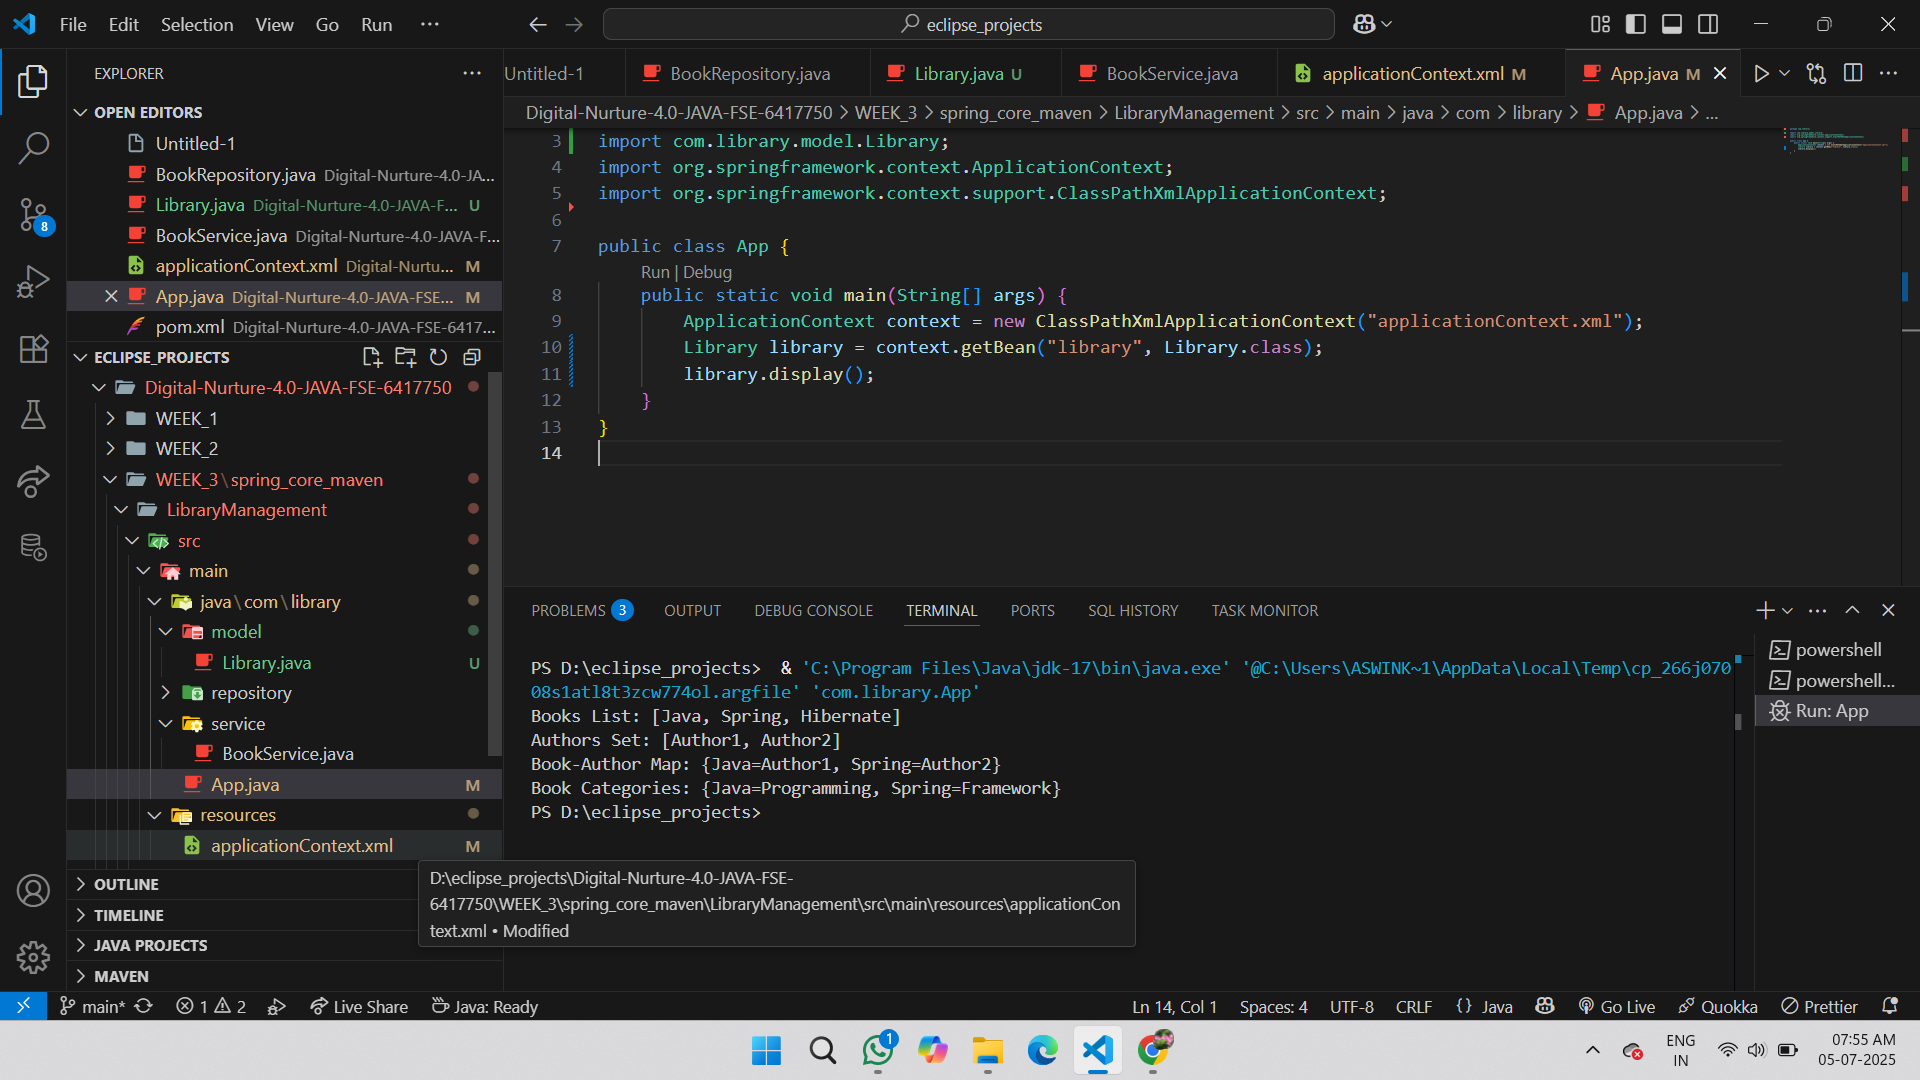 File Edit Selection View Go Run ... eclipse_projects
EXPLORER ...
OPEN EDITORS
Untitled-1
BookRepository.java Digital-Nurture-4.0-JA...
Library.java Digital-Nurture-4.0-JAVA-F... U
BookService.java Digital-Nurture-4.0-JAVA-F...
applicationContext.xml Digital-Nurtu... M
App.java Digital-Nurture-4.0-JAVA-FSE... M
pom.xml Digital-Nurture-4.0-JAVA-FSE-6417...
ECLIPSE_PROJECTS
Digital-Nurture-4.0-JAVA-FSE-6417750
WEEK_1
WEEK_2
WEEK_3\spring_core_maven
LibraryManagement
src
main
java\com\library
model
Library.java U
repository
service
BookService.java
App.java M
resources
applicationContext.xml M
OUTLINE
TIMELINE
JAVA PROJECTS
MAVEN
8
Untitled-1 BookRepository.java Library.java U BookService.java applicationContext.xml M App.java M
Digital-Nurture-4.0-JAVA-FSE-6417750 > WEEK_3 > spring_core_maven > LibraryManagement > src > main > java > com > library > App.java > ...
3 import com.library.model.Library;
4 import org.springframework.context.ApplicationContext;
5 import org.springframework.context.support.ClassPathXmlApplicationContext;
6
7 public class App {
Run | Debug
8 public static void main(String[] args) {
9 ApplicationContext context = new ClassPathXmlApplicationContext("applicationContext.xml");
10 Library library = context.getBean("library", Library.class);
11 library.display();
12 }
13 }
14
PROBLEMS 3 OUTPUT DEBUG CONSOLE TERMINAL PORTS SQL HISTORY TASK MONITOR
PS D:\eclipse_projects> & 'C:\Program Files\Java\jdk-17\bin\java.exe' '@C:\Users\ASWINK~1\AppData\Local\Temp\cp_266j070
08s1atl8t3zcw774ol.argfile' 'com.library.App'
Books List: [Java, Spring, Hibernate]
Authors Set: [Author1, Author2]
Book-Author Map: {Java=Author1, Spring=Author2}
Book Categories: {Java=Programming, Spring=Framework}
PS D:\eclipse_projects>
powershell
powershell...
Run: App
D:\eclipse_projects\Digital-Nurture-4.0-JAVA-FSE-
6417750\WEEK_3\spring_core_maven\LibraryManagement\src\main\resources\applicationCon
text.xml • Modified
main* 1 2 Live Share Java: Ready Ln 14, Col 1 Spaces: 4 UTF-8 CRLF {} Java Go Live Quokka Prettier
1
ENG
IN
07:55 AM
05-07-2025